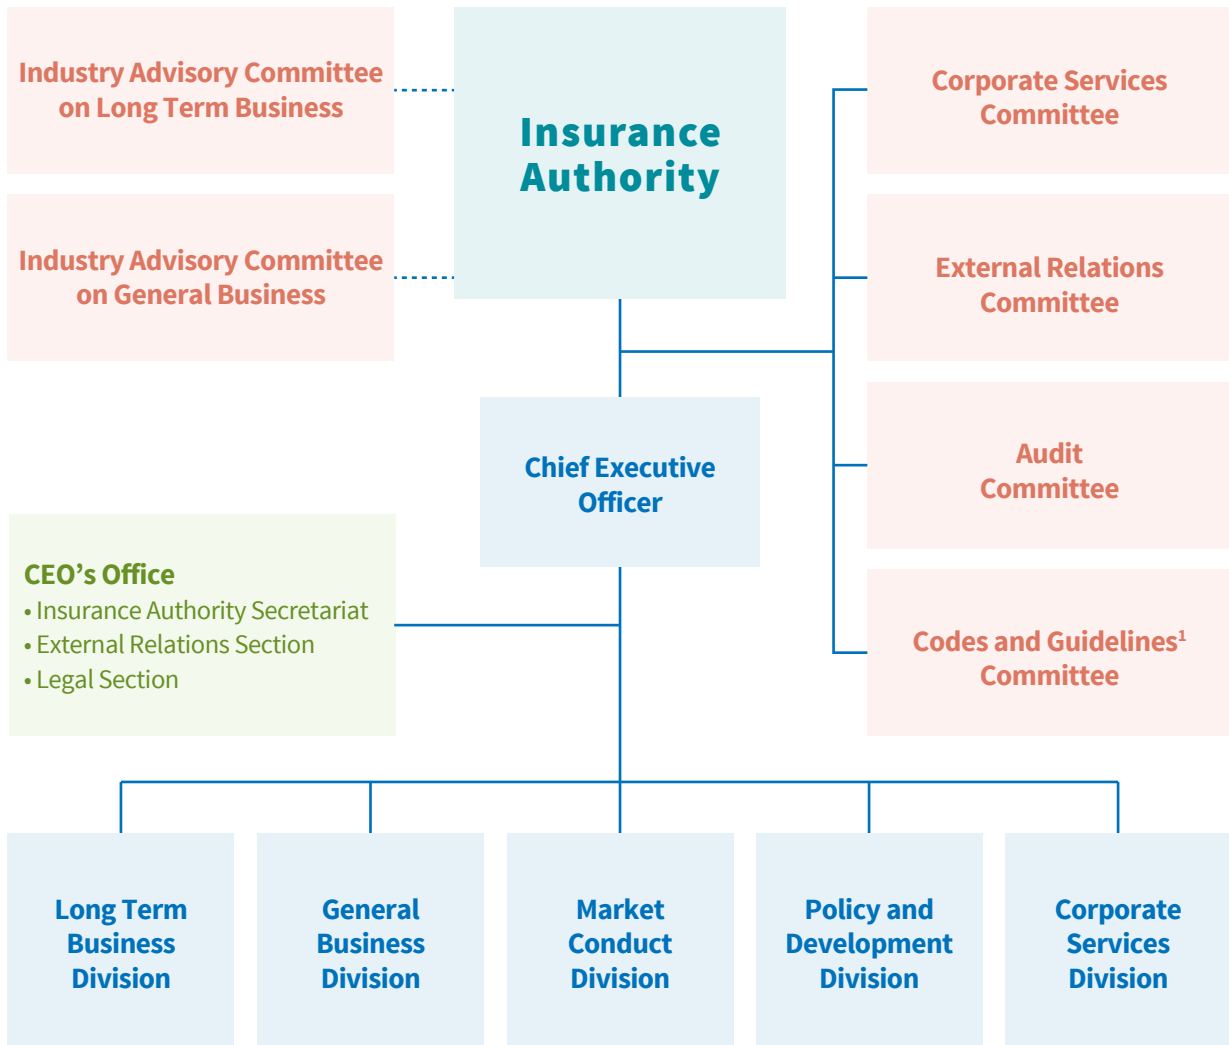 Industry Advisory Committee
on Long Term Business
Industry Advisory Committee
on General Business
Insurance
Authority
Corporate Services
Committee
External Relations
Committee
Audit
Committee
Codes and Guidelines¹
Committee
Chief Executive
Officer
CEO’s Office
• Insurance Authority Secretariat
• External Relations Section
• Legal Section
Long Term
Business
Division
General
Business
Division
Market
Conduct
Division
Policy and
Development
Division
Corporate
Services
Division